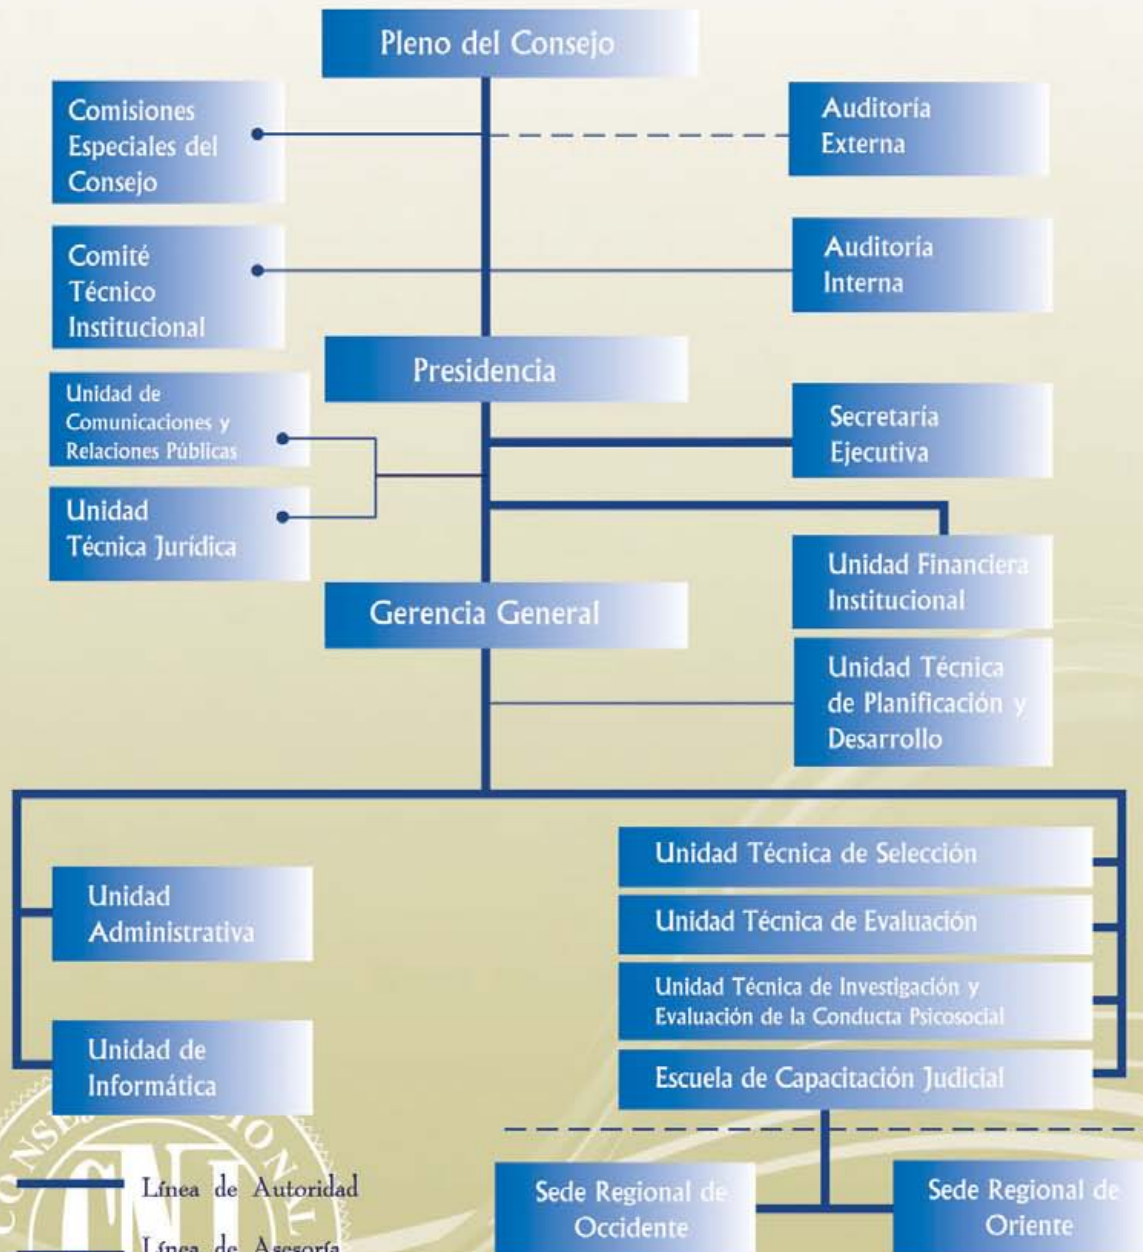 Pleno del Consejo
Comisiones
Especiales del
Consejo
Auditoría
Externa
Comité
Técnico
Institucional
Auditoría
Interna
Presidencia
Unidad de
Comunicaciones y
Relaciones Públicas
Secretaría
Ejecutiva
Unidad
Técnica Jurídica
Unidad Financiera
Institucional
Gerencia General
Unidad Técnica
de Planificación y
Desarrollo
Unidad
Administrativa
Unidad de
Informática
Unidad Técnica de Selección
Unidad Técnica de Evaluación
Unidad Técnica de Investigación y
Evaluación de la Conducta Psicosocial
Escuela de Capacitación Judicial
Sede Regional de
Occidente
Sede Regional de
Oriente
CNJ
Línea de Autoridad
Línea de Asesoría